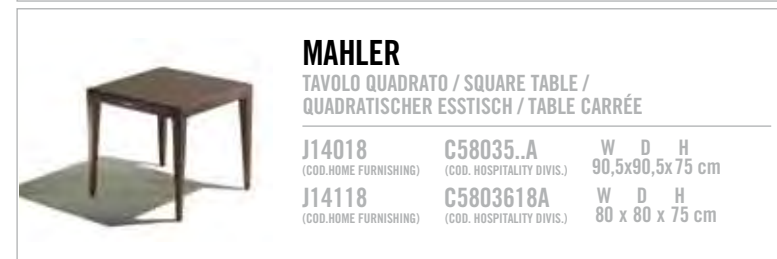 MAHLER
TAVOLO QUADRATO / SQUARE TABLE /
QUADRATISCHER ESSTISCH / TABLE CARRÉE
J14018 C58035..A W D H
(COD.HOME FURNISHING) (COD. HOSPITALITY DIVIS.) 90,5x90,5x75 cm
J14118 C5803618A W D H
(COD.HOME FURNISHING) (COD. HOSPITALITY DIVIS.) 80 x 80 x 75 cm